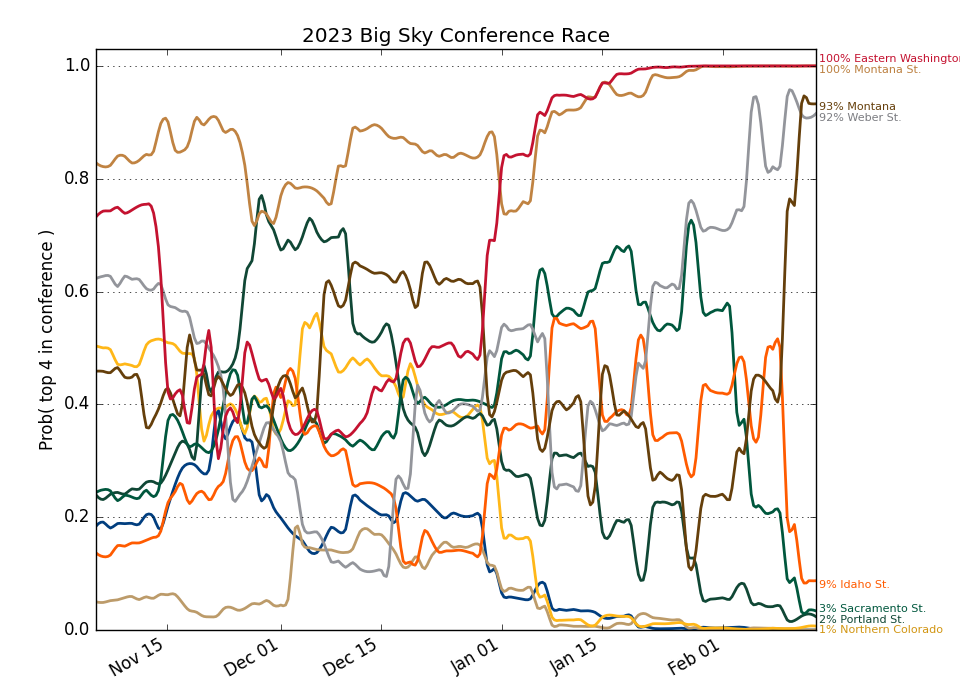 2023 Big Sky Conference Race
Prob( top 4 in conference )
1.0
0.8
0.6
0.4
0.2
0.0
Nov 15
Dec 01
Dec 15
Jan 01
Jan 15
Feb 01
100% Eastern Washington
100% Montana St.
93% Montana
92% Weber St.
9% Idaho St.
3% Sacramento St.
2% Portland St.
1% Northern Colorado